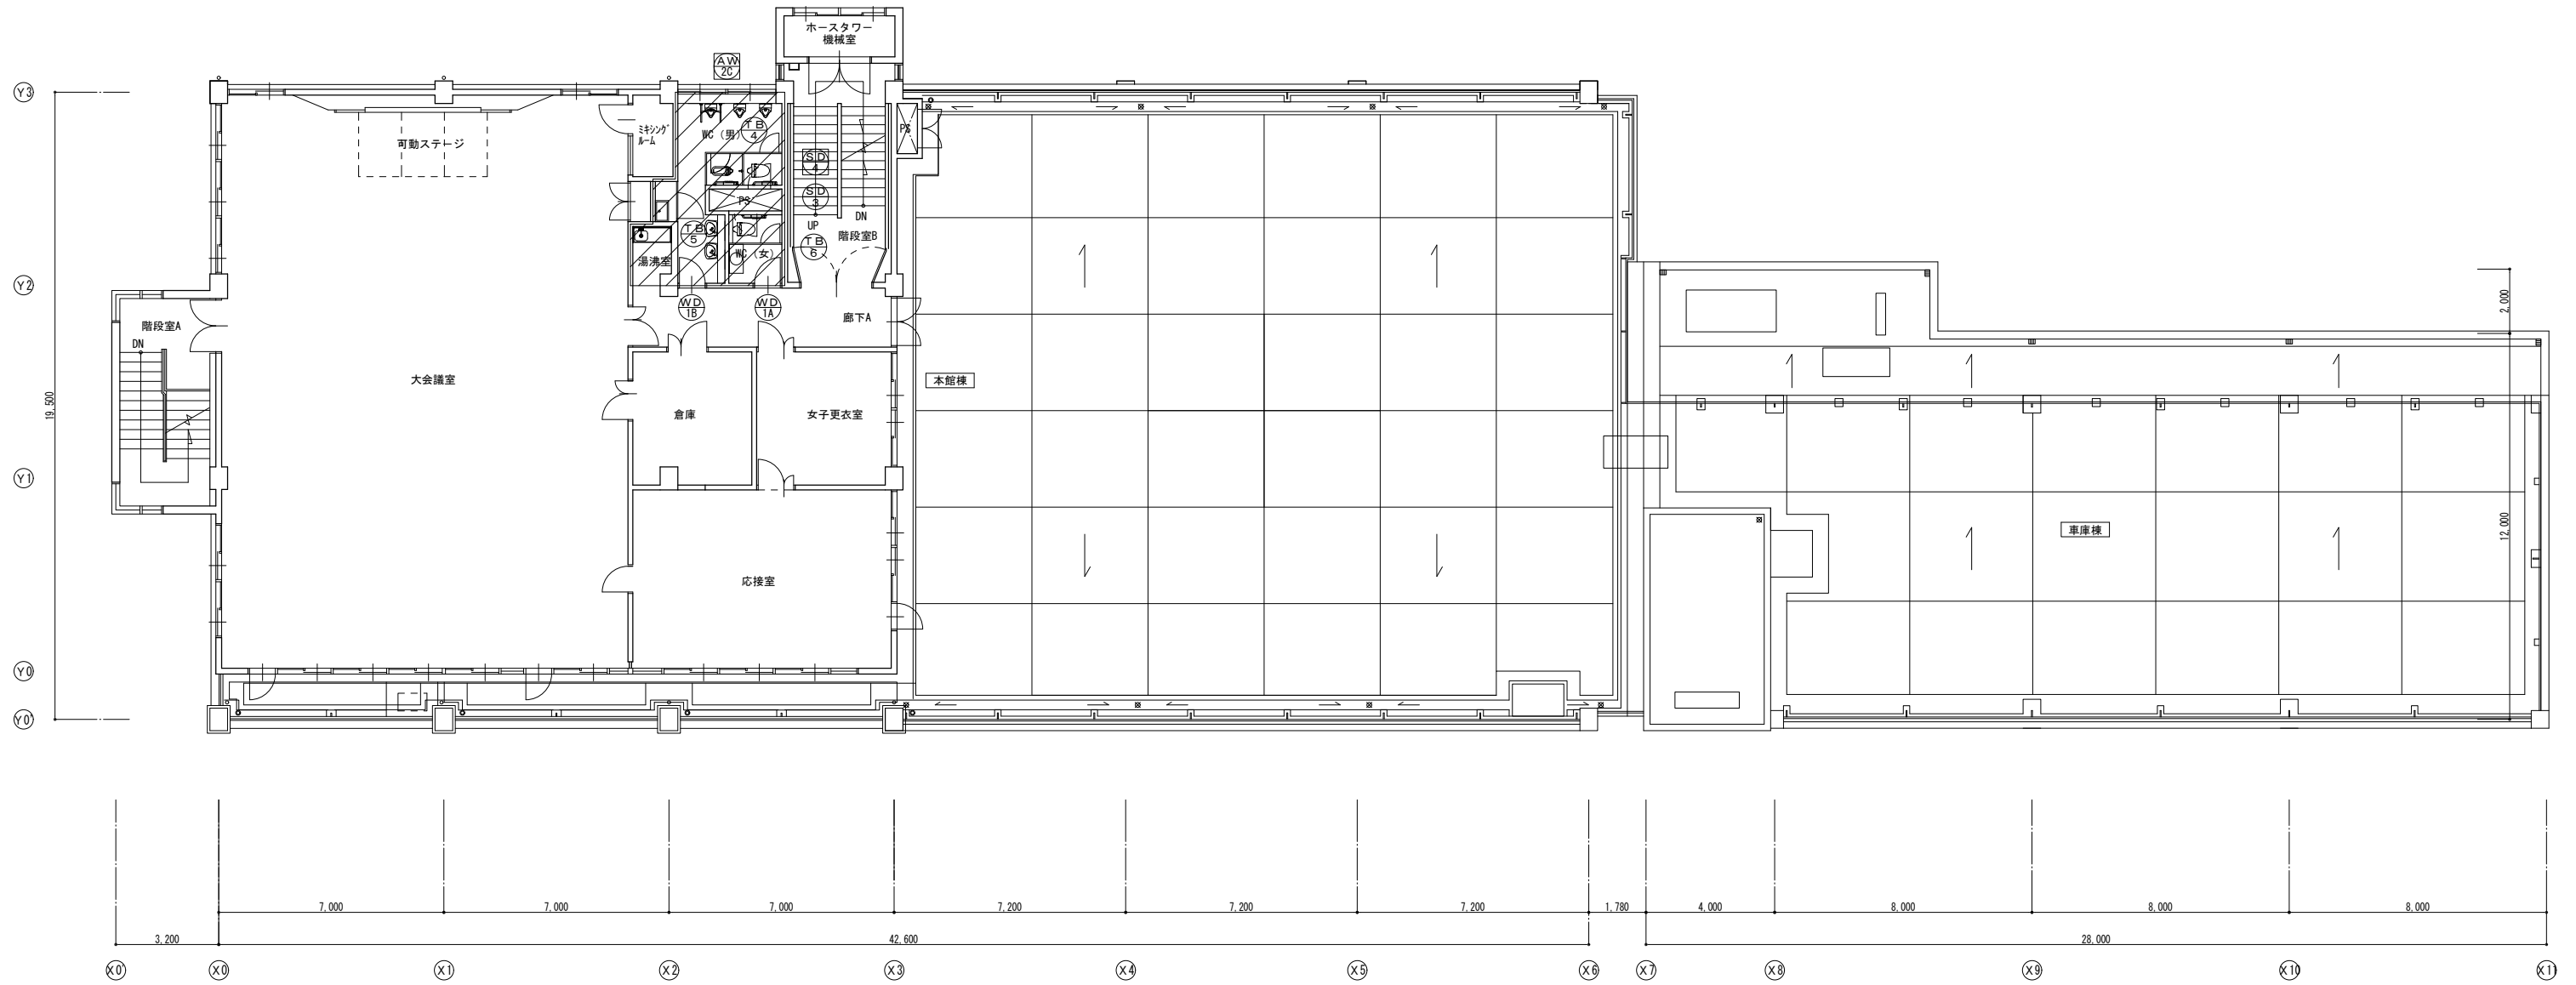 ホースタワー
機械室
AW
2C
Y3
ミキシング
ルーム
WC（男）
TB
4
PS
可動ステージ
SD
4
SD
3
PS
DN
UP
階段室B
TB
5
TB
6
WC（女）
湯沸室
Y2
2,000
WD
1B
WD
1A
廊下A
階段室A
DN
大会議室
本館棟
19,500
倉庫
女子更衣室
Y1
車庫棟
12,000
応接室
Y0
Y0'
7,000
7,000
7,000
7,200
7,200
7,200
1,780
4,000
8,000
8,000
8,000
3,200
42,600
28,000
X0'
X0
X1
X2
X3
X4
X5
X6
X7
X8
X9
X10
X11